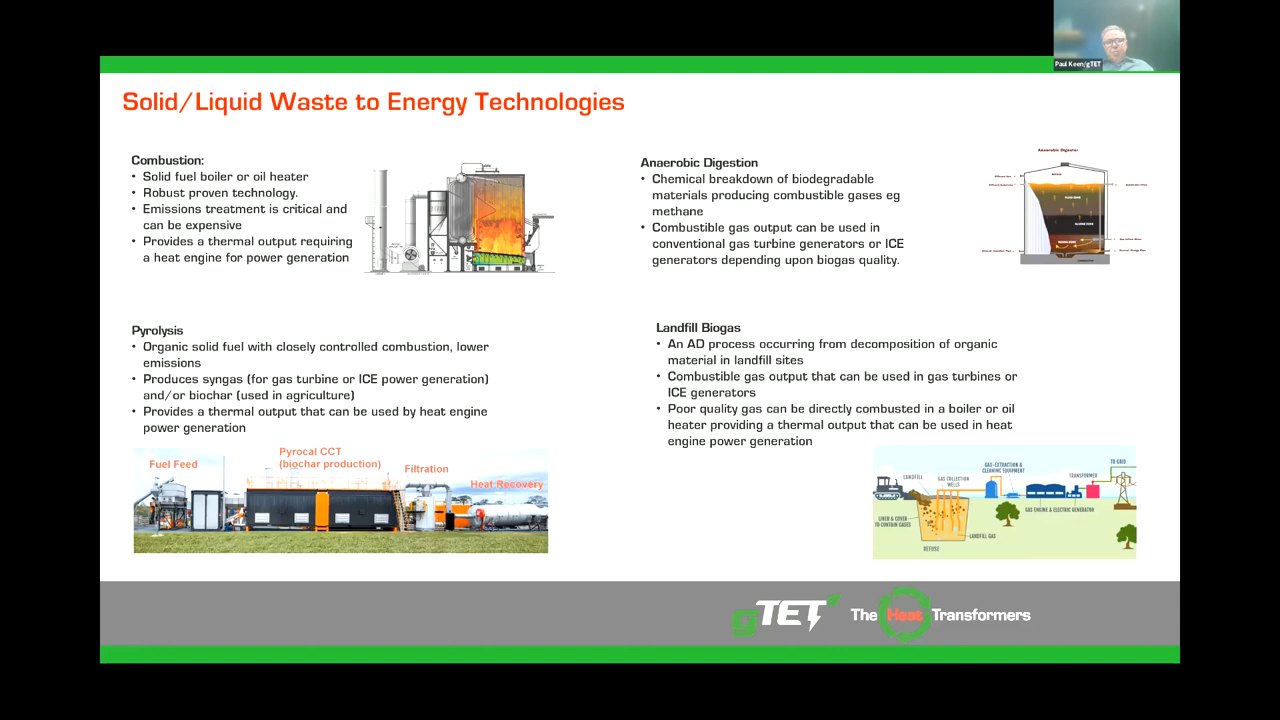 Paul Keen/gTET
Solid/Liquid Waste to Energy Technologies
Combustion:
• Solid fuel boiler or oil heater
• Robust proven technology.
• Emissions treatment is critical and
can be expensive
• Provides a thermal output requiring
a heat engine for power generation
Anaerobic Digestion
• Chemical breakdown of biodegradable
materials producing combustible gases eg
methane
• Combustible gas output can be used in
conventional gas turbine generators or ICE
generators depending upon biogas quality.
Anaerobic Digester
Pyrolysis
• Organic solid fuel with closely controlled combustion, lower
emissions
• Produces syngas (for gas turbine or ICE power generation)
and/or biochar (used in agriculture)
• Provides a thermal output that can be used by heat engine
power generation
Fuel Feed
Pyrocal CCT
(biochar production)
Filtration
Heat Recovery
Landfill Biogas
• An AD process occurring from decomposition of organic
material in landfill sites
• Combustible gas output that can be used in gas turbines or
ICE generators
• Poor quality gas can be directly combusted in a boiler or oil
heater providing a thermal output that can be used in heat
engine power generation
LANDFILL
GAS COLLECTION
WELLS
GAS-EXTRACTION &
CLEANING EQUIPMENT
TRANSFORMER
TO GRID
GAS ENGINE & ELECTRIC GENERATOR
LINER & COVER
TO CONTAIN GASES
LANDFILL GAS
REFUSE
gTET
The Heat Transformers